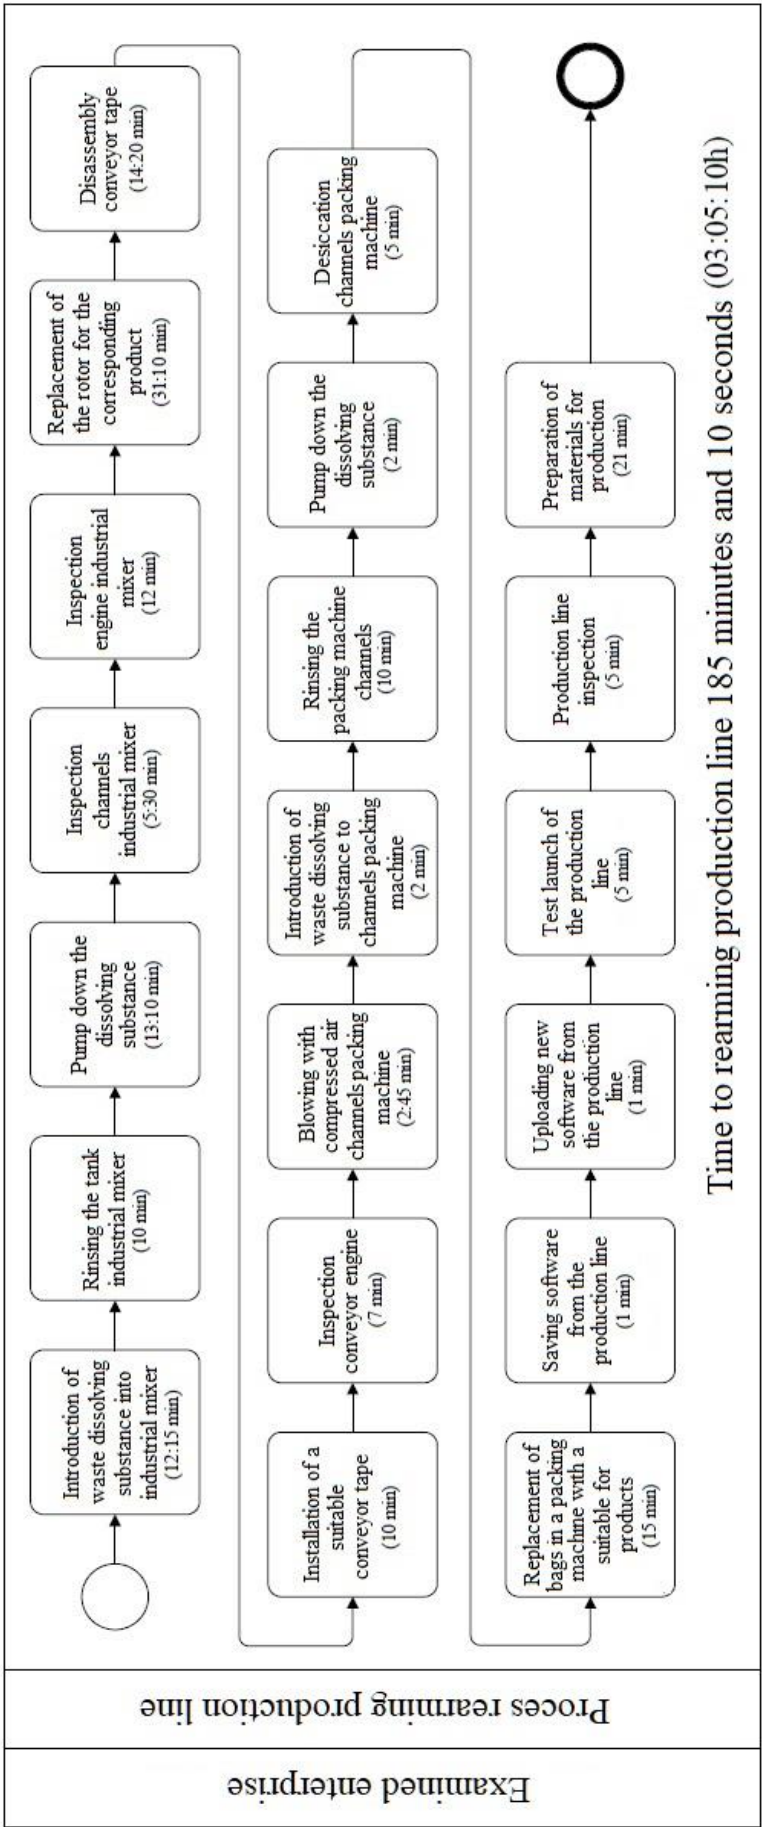 Examined enterprise
Proces rearming production line
Introduction of
waste dissolving
substance into
industrial mixer
(12:15 min)
Rinsing the tank
industrial mixer
(10 min)
Pump down the
dissolving
substance
(13:10 min)
Inspection
channels
industrial mixer
(5:30 min)
Inspection
engine industrial
mixer
(12 min)
Replacement of
the rotor for the
corresponding
product
(31:10 min)
Disassembly
conveyor tape
(14:20 min)
Installation of a
suitable
conveyor tape
(10 min)
Inspection
conveyor engine
(7 min)
Blowing with
compressed air
channels packing
machine
(2:45 min)
Introduction of
waste dissolving
substance to
channels packing
machine
(2 min)
Rinsing the
packing machine
channels
(10 min)
Pump down the
dissolving
substance
(2 min)
Desiccation
channels packing
machine
(5 min)
Replacement of
bags in a packing
machine with a
suitable for
products
(15 min)
Saving software
from the
production line
(1 min)
Uploading new
software from
the production
line
(1 min)
Test launch of
the production
line
(5 min)
Production line
inspection
(5 min)
Preparation of
materials for
production
(21 min)
Time to rearming production line 185 minutes and 10 seconds (03:05:10h)